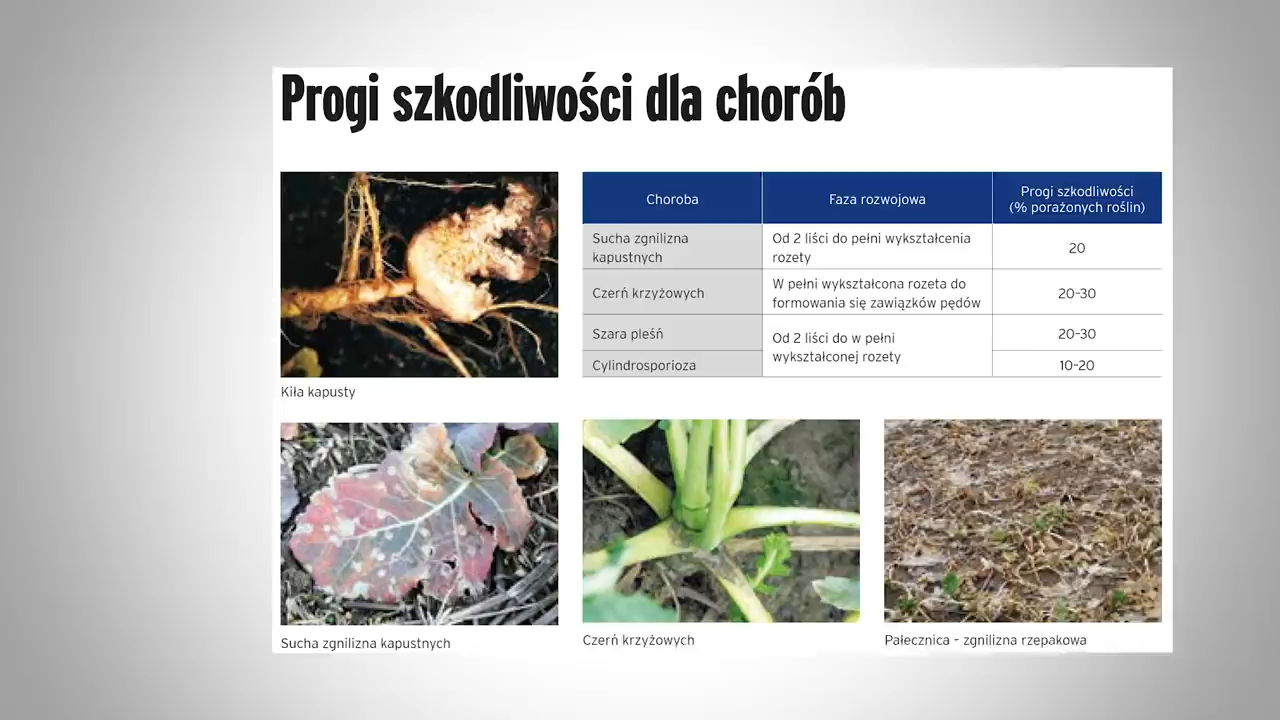 Progi szkodliwości dla chorób
Choroba
Faza rozwojowa
Progi szkodliwości
(% porażonych roślin)
Sucha zgnilizna
kapustnych
Od 2 liści do pełni wykształcenia
rozety
20
Czerń krzyżowych
W pełni wykształcona rozeta do
formowania się zawiązków pędów
20-30
Szara pleśń
Od 2 liści do w pełni
wykształconej rozety
20-30
Cylindrosporioza
10-20
Kiła kapusty
Sucha zgnilizna kapustnych
Czerń krzyżowych
Pałecznica - zgnilizna rzepakowa